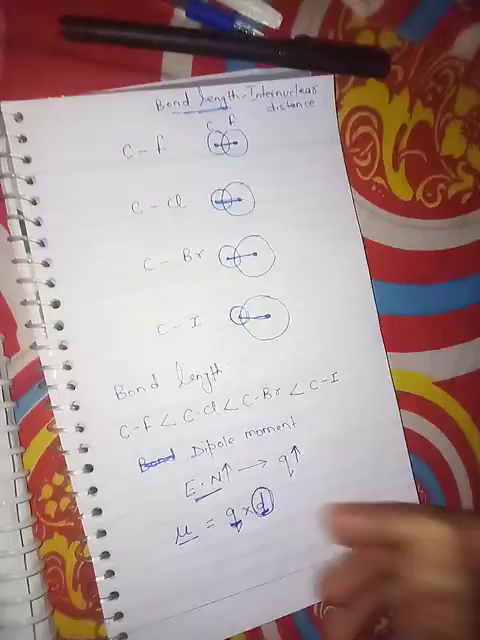 Bond length - Internuclear
distance
C F
C - F
C - Cl
C - Br
C - I
Bond length
C-F < C-Cl < C-Br < C-I
Bond Dipole moment
E.N↑ → q↑
μ = q × d